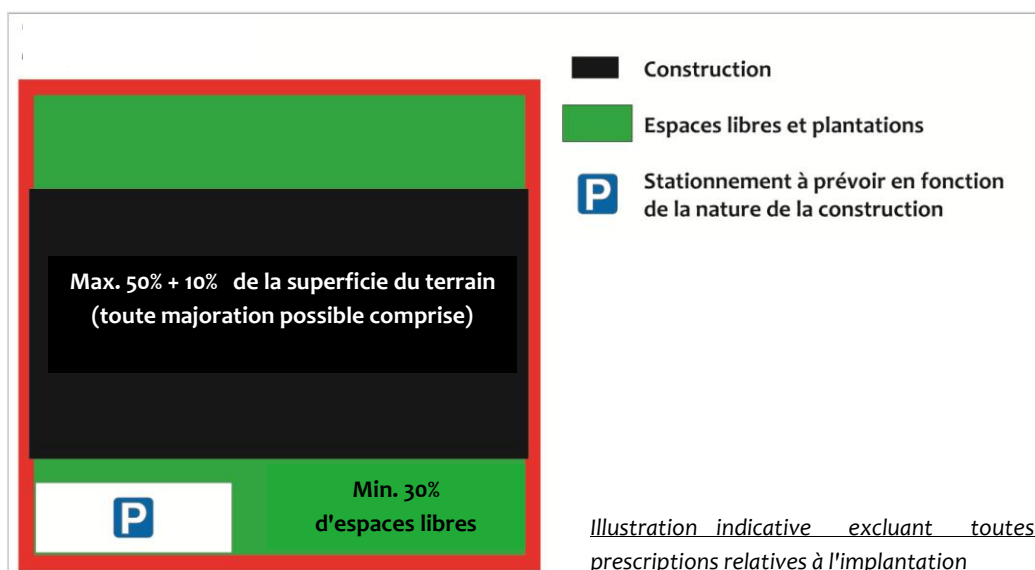 Construction
Espaces libres et plantations
P
Stationnement à prévoir en fonction
de la nature de la construction
Max. 50% + 10% de la superficie du terrain
(toute majoration possible comprise)
P
Min. 30%
d'espaces libres
Illustration indicative excluant toutes
prescriptions relatives à l'implantation